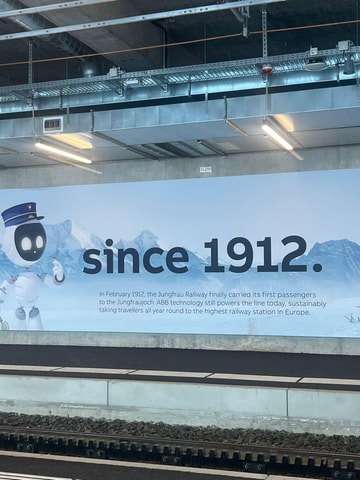 since 1912.
In February 1912, the Jungfrau Railway finally carried its first passengers
to the Jungfraujoch. ABB technology still powers the line today, sustainably
taking travellers all year round to the highest railway station in Europe.